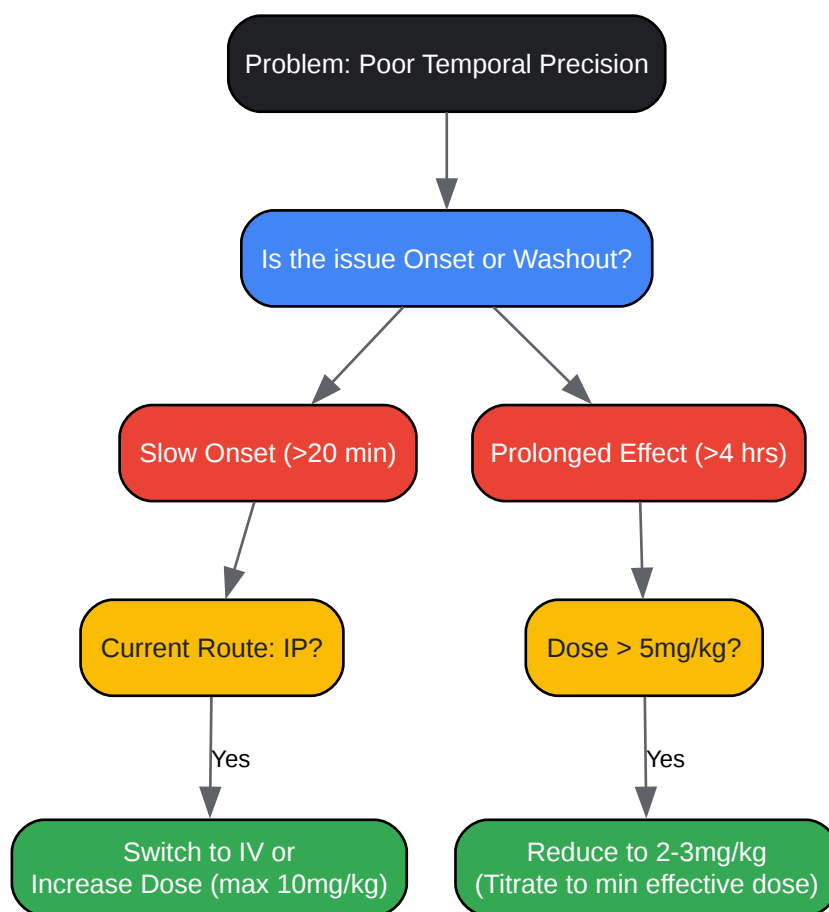 Problem: Poor Temporal Precision
Is the issue Onset or Washout?
Slow Onset (>20 min)
Prolonged Effect (>4 hrs)
Current Route: IP?
Dose > 5mg/kg?
Yes
Yes
Switch to IV or
Increase Dose (max 10mg/kg)
Reduce to 2-3mg/kg
(Titrate to min effective dose)